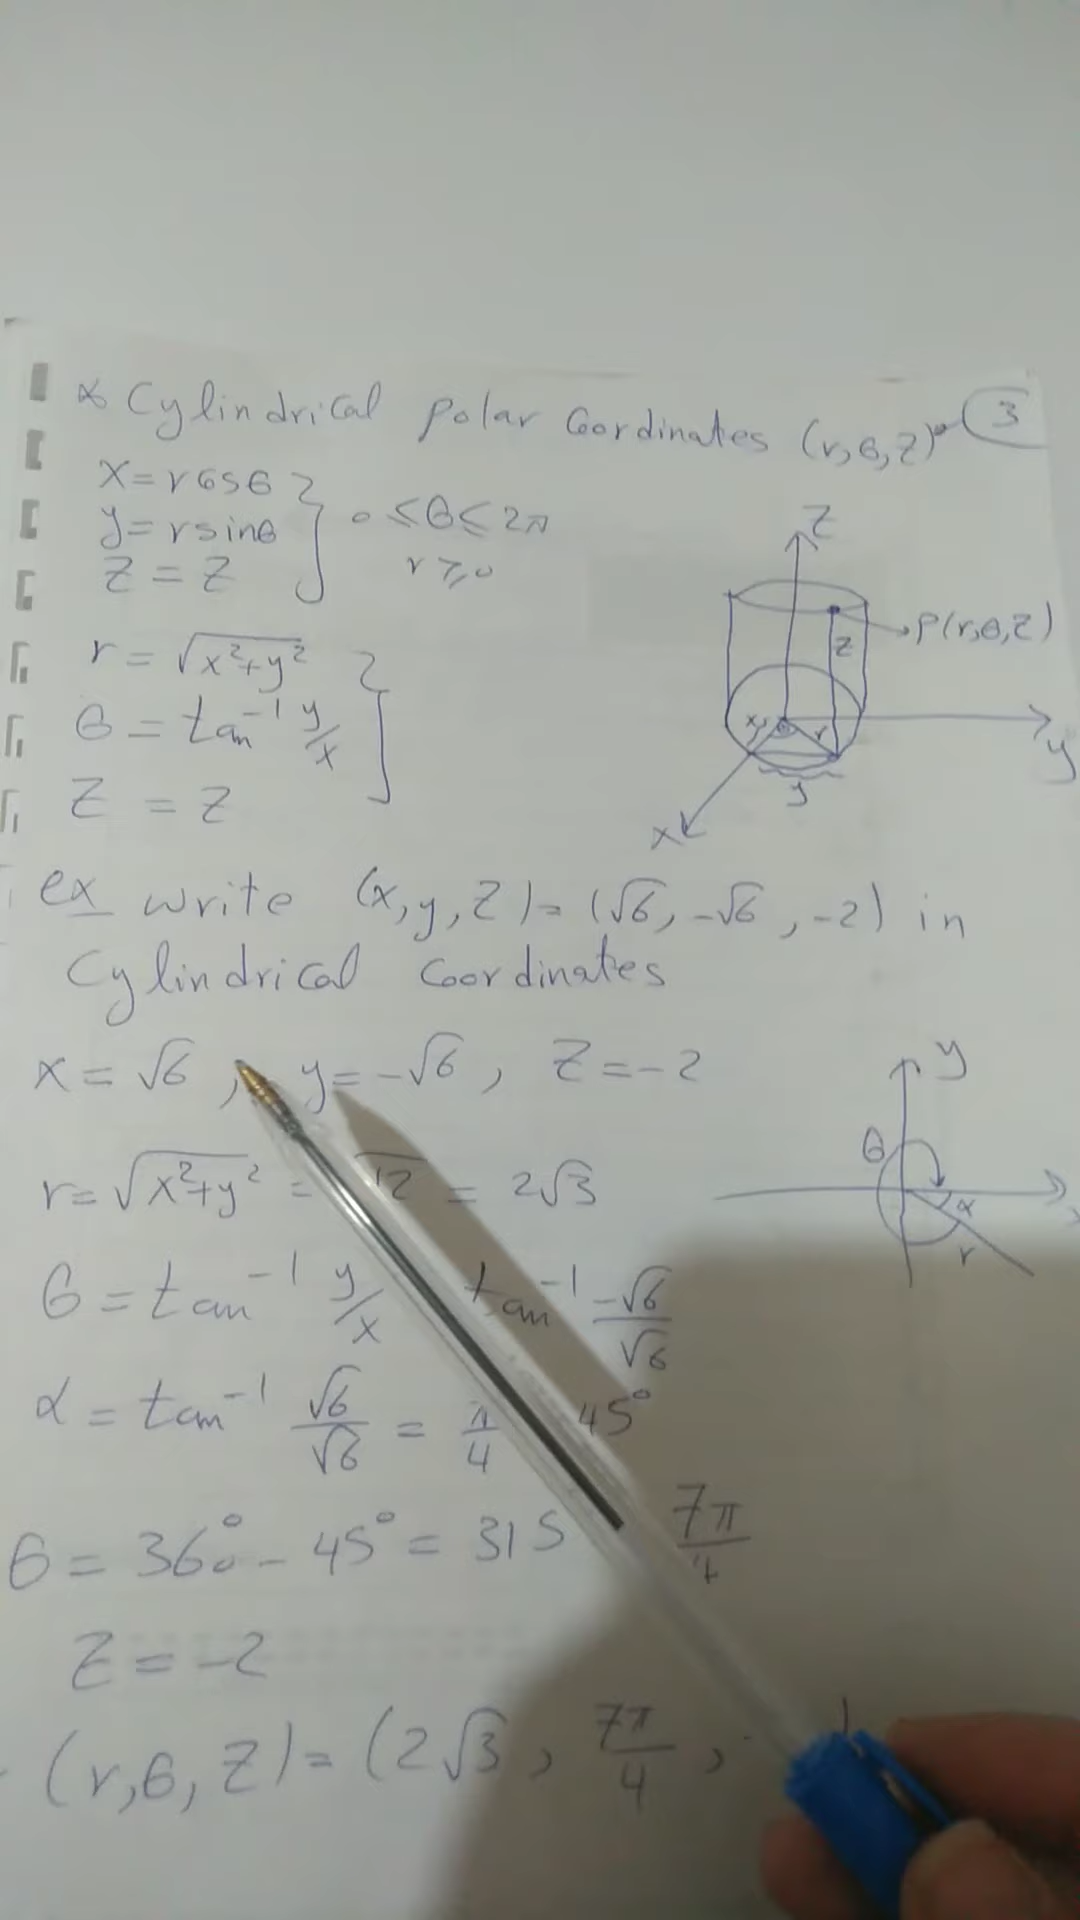 * Cylindrical polar Coordinates (r, θ, z) 3
x = r cos θ
y = r sin θ
z = z
0 ≤ θ ≤ 2π
r ≥ 0
r = √x²+y²
θ = tan⁻¹ y/x
z = z
z
P(r,θ,z)
z
x
θ
r
y
y
x
ex write (x, y, z) = (√6, -√6, -2) in
Cylindrical Coordinates
x = √6 , y = -√6 , z = -2
r = √x²+y² = 12 = 2√3
θ = tan⁻¹ y/x tan⁻¹ -√6/√6
α = tan⁻¹ √6/√6 = π/4 45°
θ = 360° - 45° = 315 7π/4
z = -2
(r, θ, z) = (2√3 , 7π/4 ,
y
θ
α
r